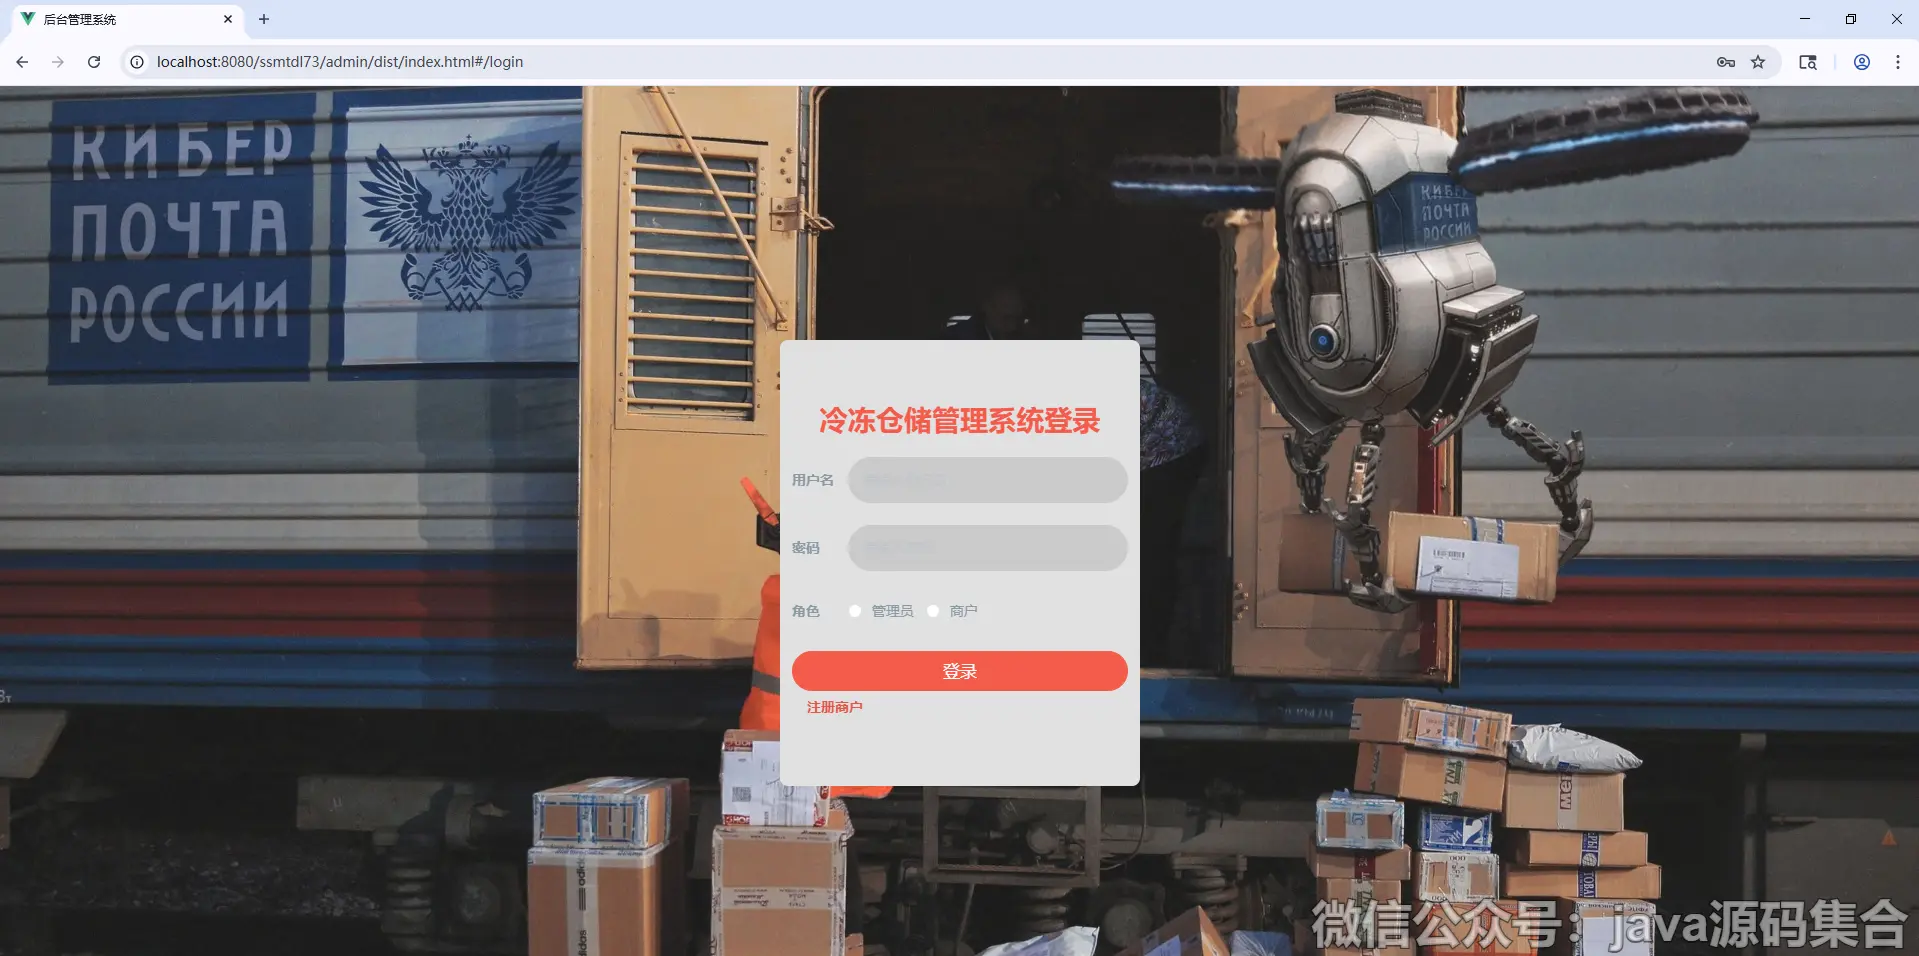 后台管理系统
localhost:8080/ssmtdl73/admin/dist/index.html#/login
КИБЕР
ПОЧТА
РОССИИ
КИБЕР
ПОЧТА
РОССИИ
冷冻仓储管理系统登录
用户名
密码
角色 管理员 商户
登录
注册商户
微信公众号：java源码集合